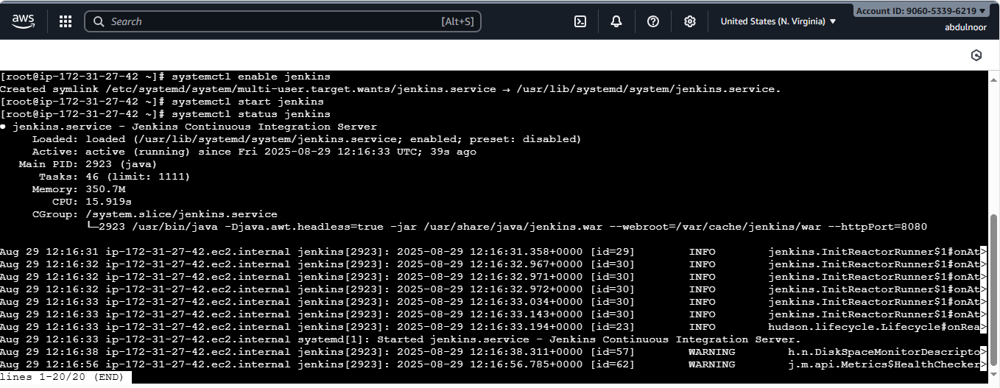 aws
Search
[Alt+S]
United States (N. Virginia) ▼
Account ID: 9060-5339-6219 ▼
abdulnoor
[root@ip-172-31-27-42 ~]# systemctl enable jenkins
Created symlink /etc/systemd/system/multi-user.target.wants/jenkins.service → /usr/lib/systemd/system/jenkins.service.
[root@ip-172-31-27-42 ~]# systemctl start jenkins
[root@ip-172-31-27-42 ~]# systemctl status jenkins
● jenkins.service - Jenkins Continuous Integration Server
     Loaded: loaded (/usr/lib/systemd/system/jenkins.service; enabled; preset: disabled)
     Active: active (running) since Fri 2025-08-29 12:16:33 UTC; 39s ago
   Main PID: 2923 (java)
      Tasks: 46 (limit: 1111)
     Memory: 350.7M
        CPU: 15.919s
     CGroup: /system.slice/jenkins.service
             └─2923 /usr/bin/java -Djava.awt.headless=true -jar /usr/share/java/jenkins.war --webroot=/var/cache/jenkins/war --httpPort=8080
Aug 29 12:16:31 ip-172-31-27-42.ec2.internal jenkins[2923]: 2025-08-29 12:16:31.358+0000 [id=29]        INFO        jenkins.InitReactorRunner$1#onAt>
Aug 29 12:16:32 ip-172-31-27-42.ec2.internal jenkins[2923]: 2025-08-29 12:16:32.967+0000 [id=30]        INFO        jenkins.InitReactorRunner$1#onAt>
Aug 29 12:16:32 ip-172-31-27-42.ec2.internal jenkins[2923]: 2025-08-29 12:16:32.971+0000 [id=30]        INFO        jenkins.InitReactorRunner$1#onAt>
Aug 29 12:16:32 ip-172-31-27-42.ec2.internal jenkins[2923]: 2025-08-29 12:16:32.972+0000 [id=30]        INFO        jenkins.InitReactorRunner$1#onAt>
Aug 29 12:16:33 ip-172-31-27-42.ec2.internal jenkins[2923]: 2025-08-29 12:16:33.034+0000 [id=30]        INFO        jenkins.InitReactorRunner$1#onAt>
Aug 29 12:16:33 ip-172-31-27-42.ec2.internal jenkins[2923]: 2025-08-29 12:16:33.143+0000 [id=30]        INFO        jenkins.InitReactorRunner$1#onAt>
Aug 29 12:16:33 ip-172-31-27-42.ec2.internal jenkins[2923]: 2025-08-29 12:16:33.194+0000 [id=23]        INFO        hudson.lifecycle.Lifecycle#onRea>
Aug 29 12:16:33 ip-172-31-27-42.ec2.internal systemd[1]: Started jenkins.service - Jenkins Continuous Integration Server.
Aug 29 12:16:38 ip-172-31-27-42.ec2.internal jenkins[2923]: 2025-08-29 12:16:38.311+0000 [id=57]        WARNING        h.n.DiskSpaceMonitorDescripto>
Aug 29 12:16:56 ip-172-31-27-42.ec2.internal jenkins[2923]: 2025-08-29 12:16:56.785+0000 [id=62]        WARNING        j.m.api.Metrics$HealthChecker>
lines 1-20/20 (END)